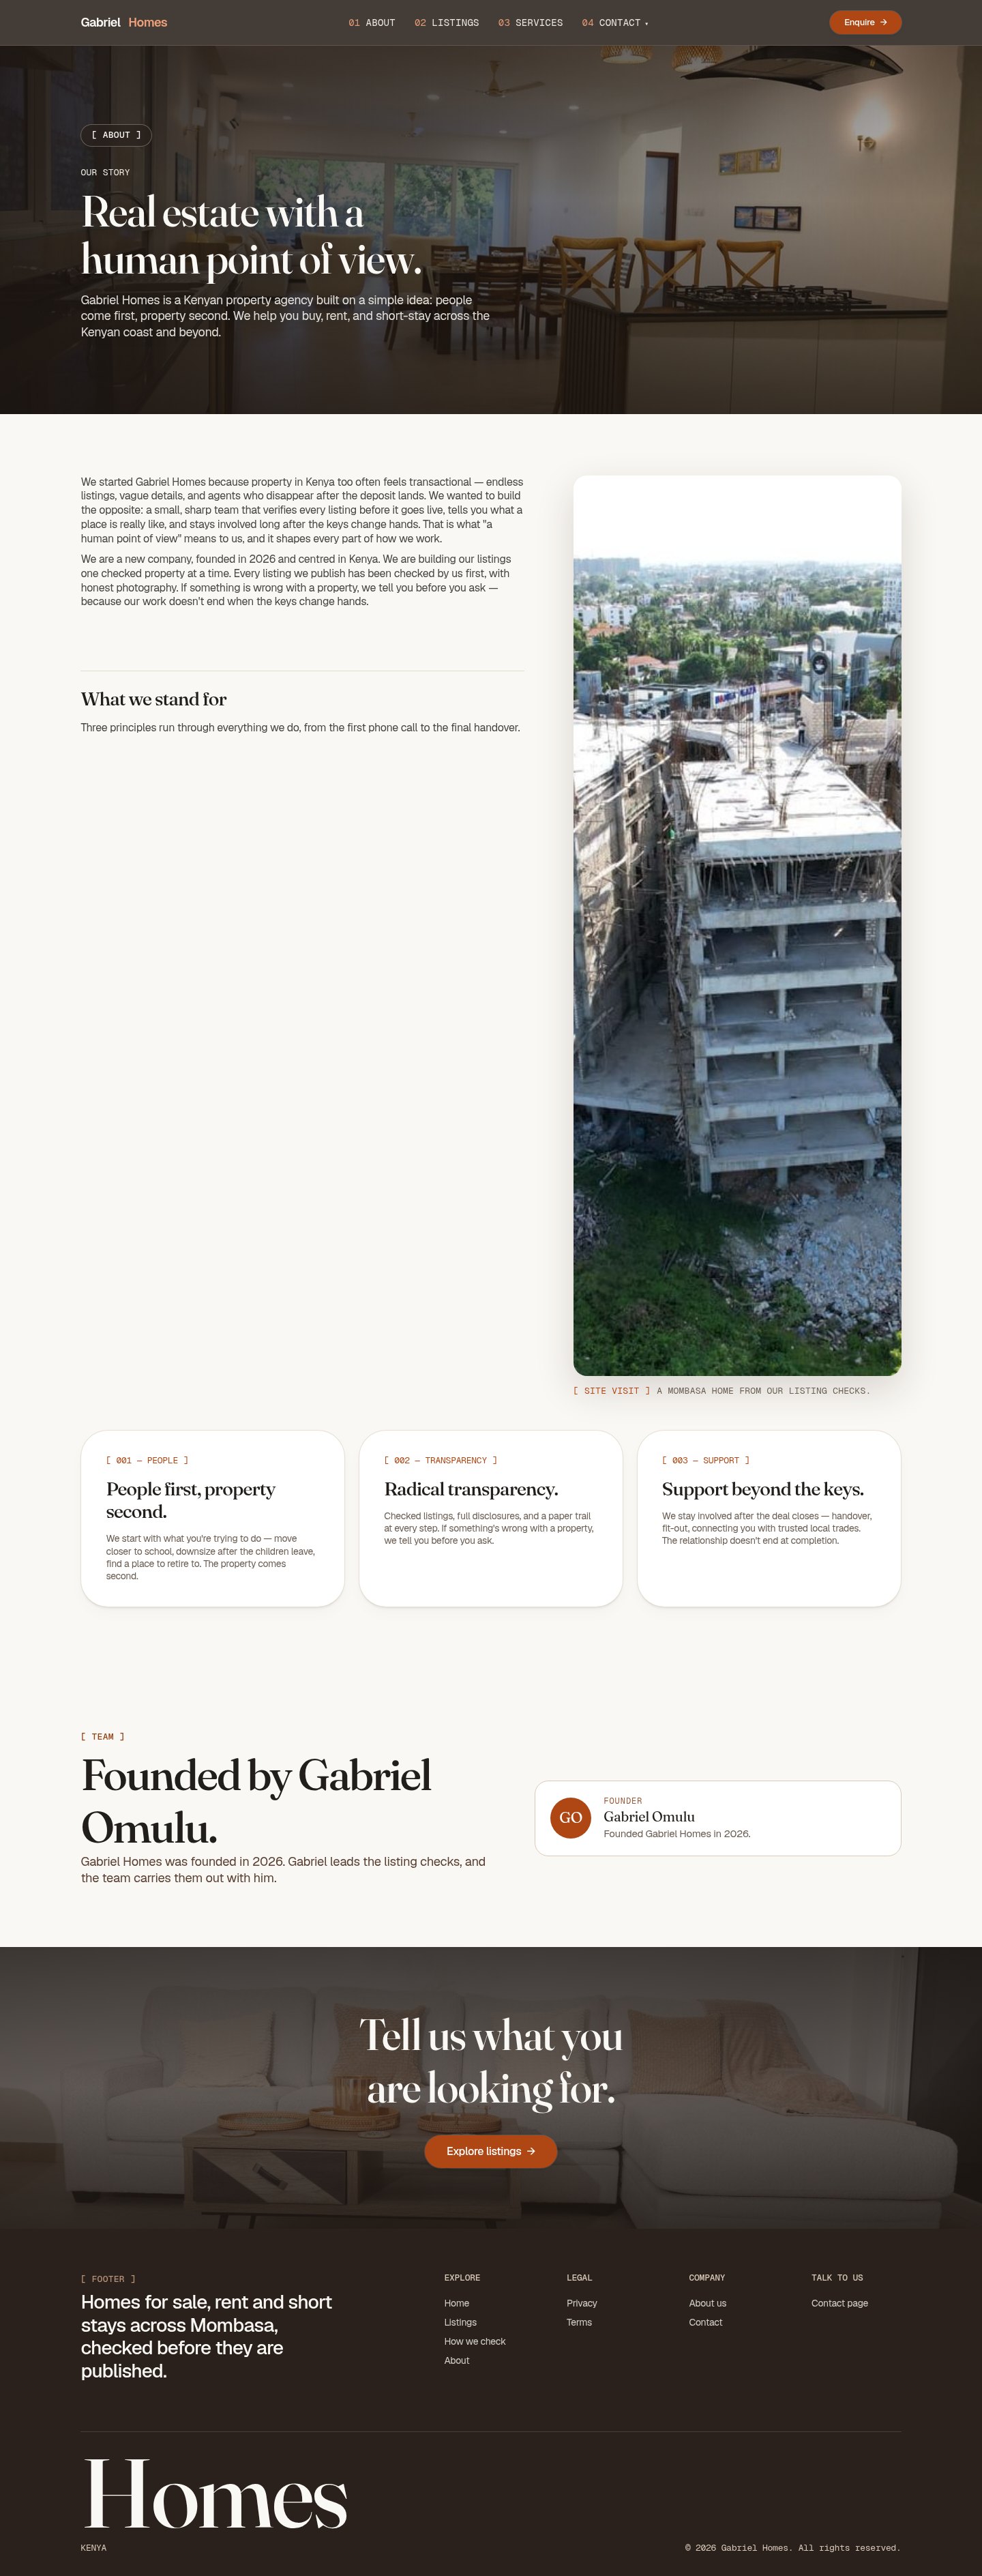 Gabriel Homes
01 ABOUT 02 LISTINGS 03 SERVICES 04 CONTACT ▾
Enquire →
[ ABOUT ]
OUR STORY
Real estate with a
human point of view.
Gabriel Homes is a Kenyan property agency built on a simple idea: people
come first, property second. We help you buy, rent, and short-stay across the
Kenyan coast and beyond.
We started Gabriel Homes because property in Kenya too often feels transactional — endless
listings, vague details, and agents who disappear after the deposit lands. We wanted to build
the opposite: a small, sharp team that verifies every listing before it goes live, tells you what a
place is really like, and stays involved long after the keys change hands. That is what "a
human point of view" means to us, and it shapes every part of how we work.
We are a new company, founded in 2026 and centred in Kenya. We are building our listings
one checked property at a time. Every listing we publish has been checked by us first, with
honest photography. If something is wrong with a property, we tell you before you ask —
because our work doesn't end when the keys change hands.
What we stand for
Three principles run through everything we do, from the first phone call to the final handover.
[ SITE VISIT ] A MOMBASA HOME FROM OUR LISTING CHECKS.
[ 001 — PEOPLE ]
People first, property
second.
We start with what you're trying to do — move
closer to school, downsize after the children leave,
find a place to retire to. The property comes
second.
[ 002 — TRANSPARENCY ]
Radical transparency.
Checked listings, full disclosures, and a paper trail
at every step. If something's wrong with a property,
we tell you before you ask.
[ 003 — SUPPORT ]
Support beyond the keys.
We stay involved after the deal closes — handover,
fit-out, connecting you with trusted local trades.
The relationship doesn't end at completion.
[ TEAM ]
Founded by Gabriel
Omulu.
Gabriel Homes was founded in 2026. Gabriel leads the listing checks, and
the team carries them out with him.
GO
FOUNDER
Gabriel Omulu
Founded Gabriel Homes in 2026.
Tell us what you
are looking for.
Explore listings →
[ FOOTER ]
Homes for sale, rent and short
stays across Mombasa,
checked before they are
published.
EXPLORE
Home
Listings
How we check
About
LEGAL
Privacy
Terms
COMPANY
About us
Contact
TALK TO US
Contact page
Homes
KENYA
© 2026 Gabriel Homes. All rights reserved.